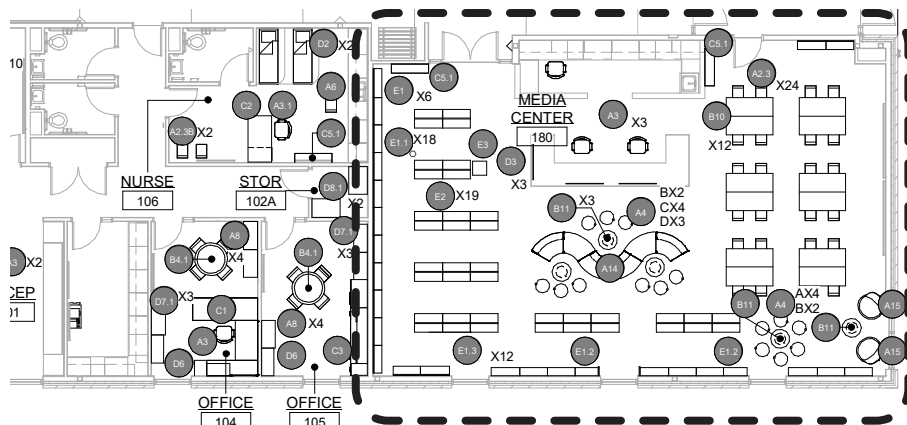 D2 X2
C5.1
C5.1
A2.3
X24
10
E1
X6
A6
C2
A3.1
MEDIA
CENTER
180
A3 X3
B10
X12
A2.3B X2
C5.1
E1.1 X18
E3
D3
X3
NURSE
106
STOR
102A
D8.1
X2
E2 X19
X3
B11
A4
BX2
CX4
DX3
A8
X4
B4.1
B4.1
D7.1
X3
A3 X2
CEP
01
A14
D7.1 X3
C1
B11
A4
AX4
BX2
A15
A3
A8 X4
B11
D6
D6
C3
E1.3
X12
E1.2
E1.2
A15
OFFICE
104
OFFICE
105